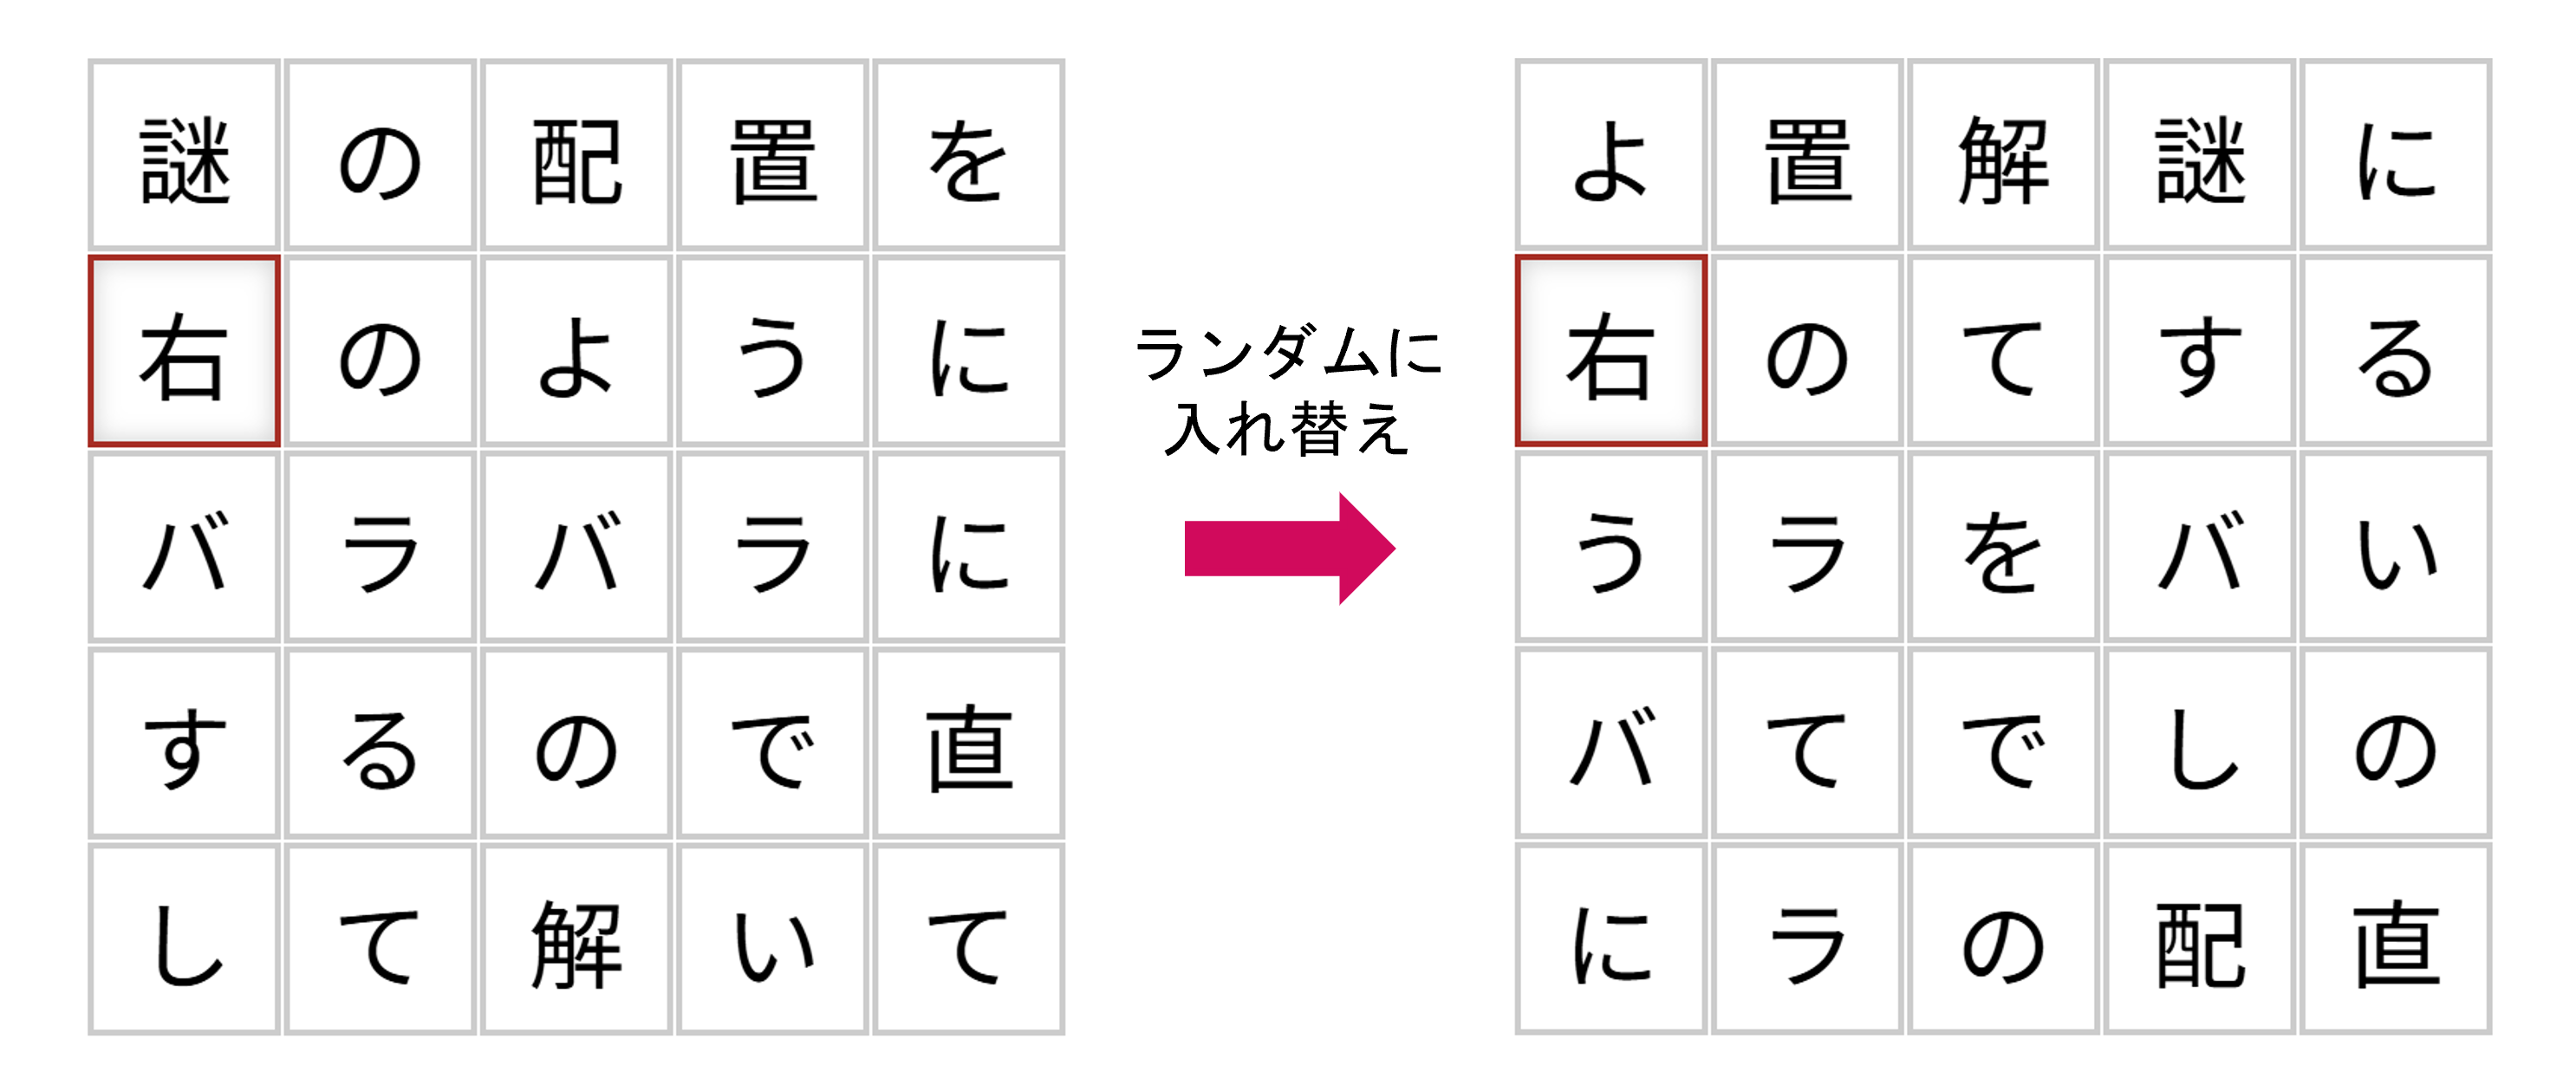 謎の配置を
右のように
バラバラに
するので直
して解いて
ランダムに
入れ替え
よ置解謎に
右のてする
うラをバい
バてでしの
にラの配直